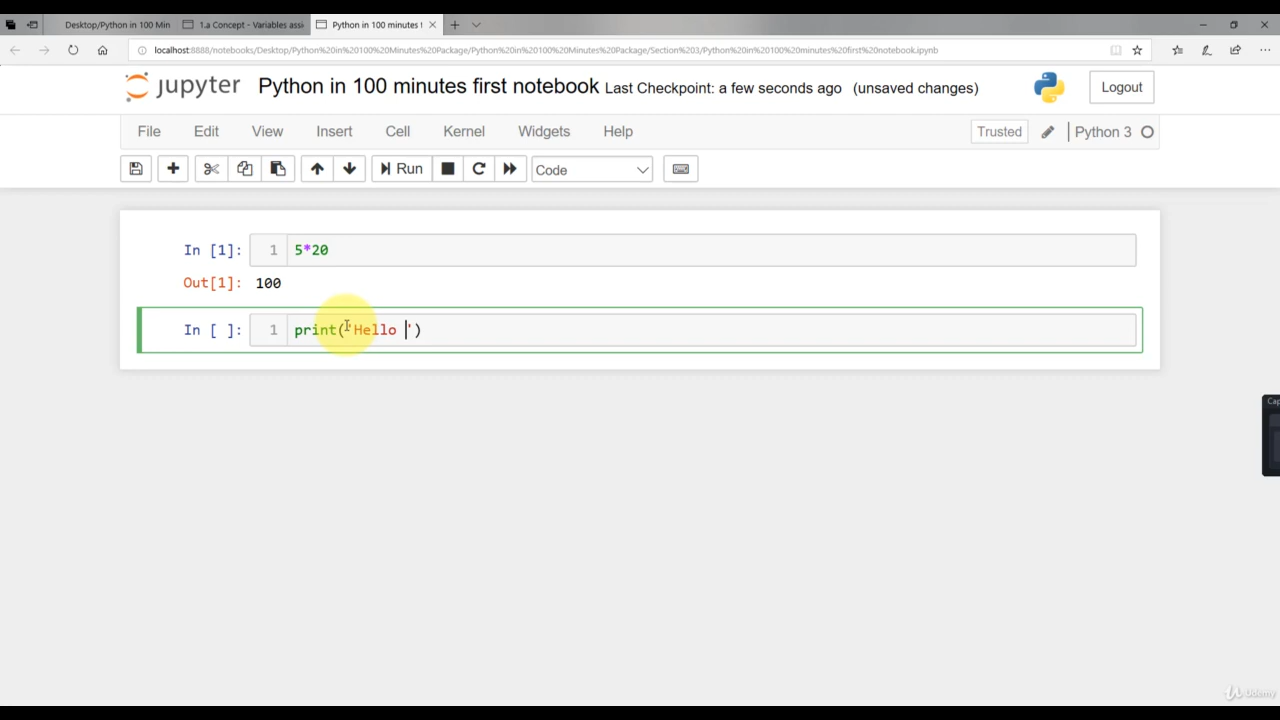 Desktop/Python in 100 Min
1.a Concept - Variables assi
Python in 100 minutes f
localhost:8888/notebooks/Desktop/Python%20in%20100%20Minutes%20Package/Python%20in%20100%20Minutes%20Package/Section%203/Python%20in%20100%20minutes%20first%20notebook.ipynb
jupyter Python in 100 minutes first notebook Last Checkpoint: a few seconds ago (unsaved changes)
Logout
File Edit View Insert Cell Kernel Widgets Help
Trusted
Python 3
Run
Code
In [1]: 1 5*20
Out[1]: 100
In [ ]: 1 print('Hello ')
Cap
Udemy